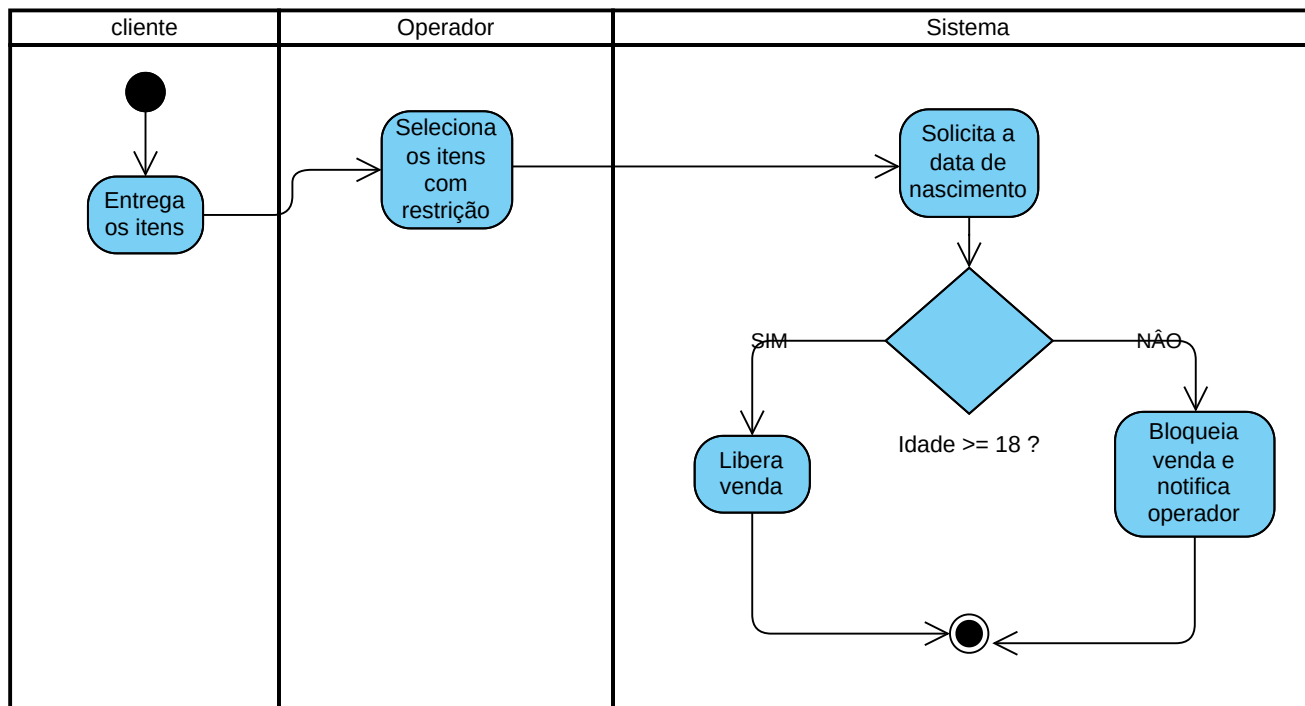 cliente
Operador
Sistema
Entrega
os itens
Seleciona
os itens
com
restrição
Solicita a
data de
nascimento
SIM
NÂO
Idade >= 18 ?
Libera
venda
Bloqueia
venda e
notifica
operador